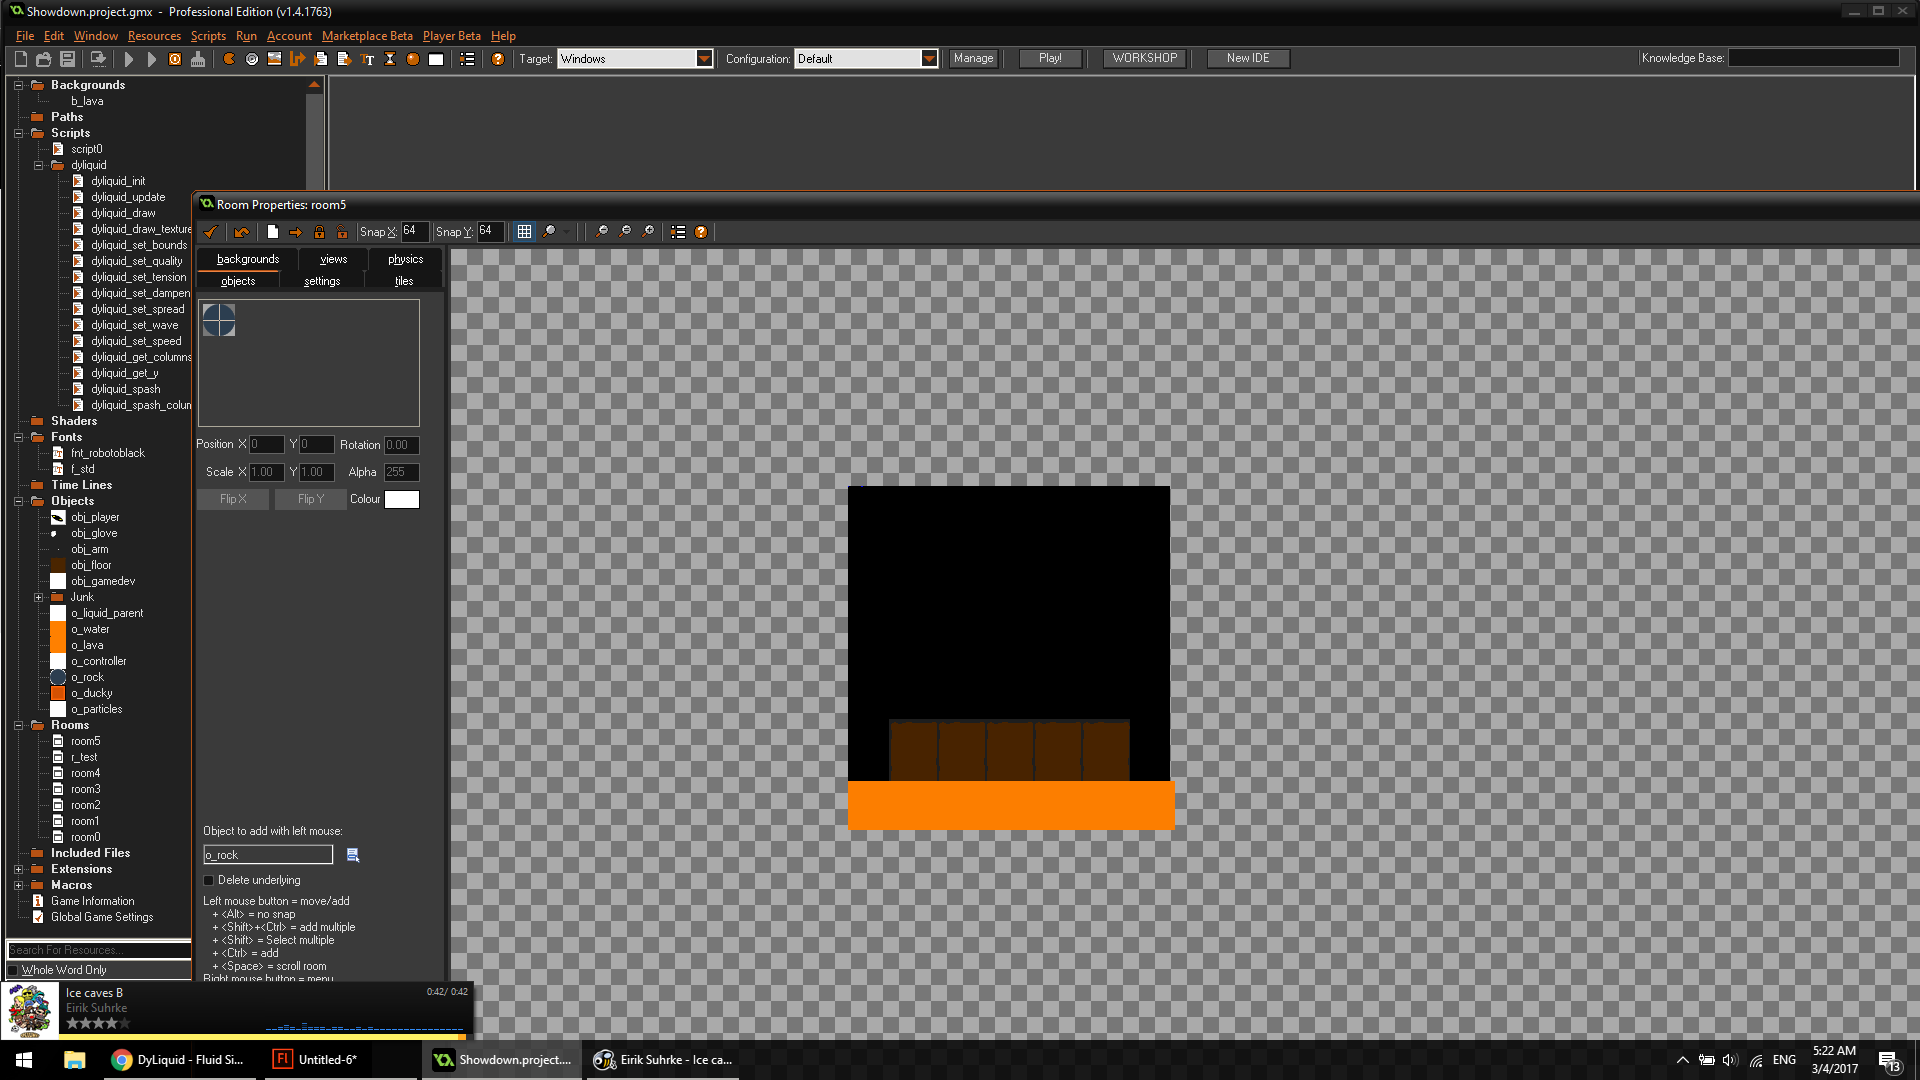 Showdown.project.gmx - Professional Edition (v1.4.1763)
File Edit Window Resources Scripts Run Account Marketplace Beta Player Beta Help
Target: Windows Configuration: Default Manage Play! WORKSHOP New IDE Knowledge Base:
Backgrounds
b_lava
Paths
Scripts
script0
dyliquid
dyliquid_init
dyliquid_update
dyliquid_draw
dyliquid_draw_texture
dyliquid_set_bounds
dyliquid_set_quality
dyliquid_set_tension
dyliquid_set_dampen
dyliquid_set_spread
dyliquid_set_wave
dyliquid_set_speed
dyliquid_get_columns
dyliquid_get_y
dyliquid_spash
dyliquid_spash_colun
Shaders
Fonts
fnt_robotoblack
f_std
Time Lines
Objects
obj_player
obj_glove
obj_arm
obj_floor
obj_gamedev
Junk
o_liquid_parent
o_water
o_lava
o_controller
o_rock
o_ducky
o_particles
Rooms
room5
r_test
room4
room3
room2
room1
room0
Included Files
Extensions
Macros
Game Information
Global Game Settings
Search For Resources...
Whole Word Only
Room Properties: room5
Snap X: 64 Snap Y: 64
backgrounds views physics
objects settings tiles
Position X 0 Y 0 Rotation 0.00
Scale X 1.00 Y 1.00 Alpha 255
Flip X Flip Y Colour
Object to add with left mouse:
o_rock
Delete underlying
Left mouse button = move/add
+ <Alt> = no snap
+ <Shift>+<Ctrl> = add multiple
+ <Shift> = Select multiple
+ <Ctrl> = add
+ <Space> = scroll room
Right mouse button = menu
Ice caves B 0:42/ 0:42
Eirik Suhrke
DyLiquid - Fluid Si... Untitled-6* Showdown.project.... Eirik Suhrke - Ice ca... ENG 5:22 AM
3/4/2017 13